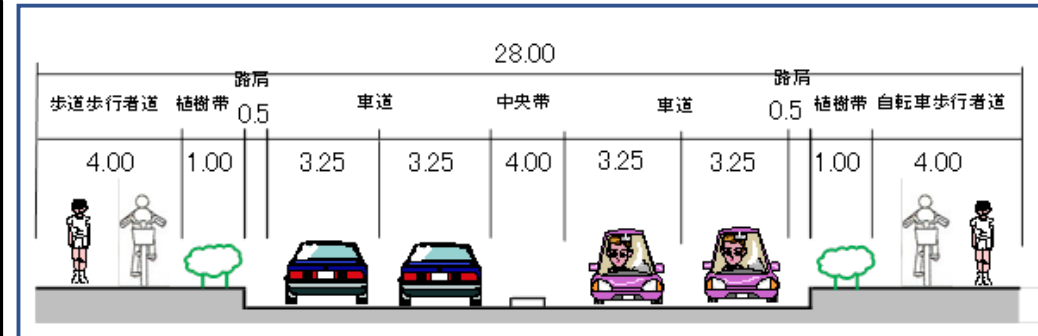 28.00
路肩 路肩
歩道歩行者道 植樹帯 0.5 車道 中央帯 車道 0.5 植樹帯 自転車歩行者道
4.00 1.00 3.25 3.25 4.00 3.25 3.25 1.00 4.00